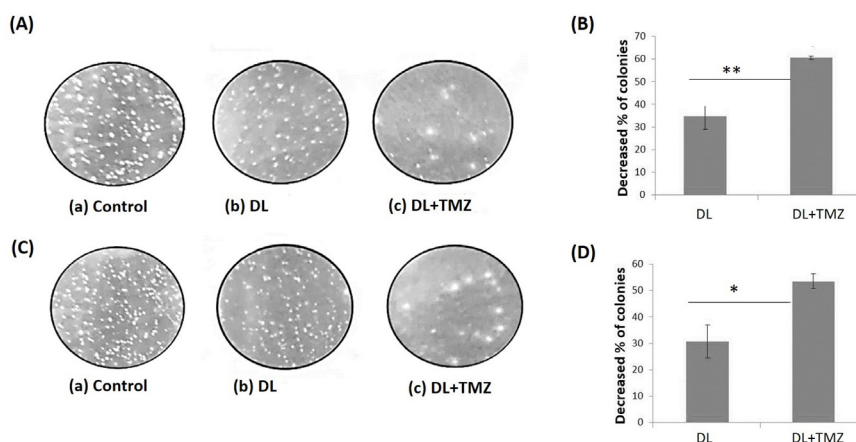 (A)
(a) Control
(b) DL
(c) DL+TMZ
(B)
Decreased % of colonies
70
60
50
40
30
20
10
0
**
DL
DL+TMZ
(C)
(a) Control
(b) DL
(c) DL+TMZ
(D)
Decreased % of colonies
60
50
40
30
20
10
0
*
DL
DL+TMZ